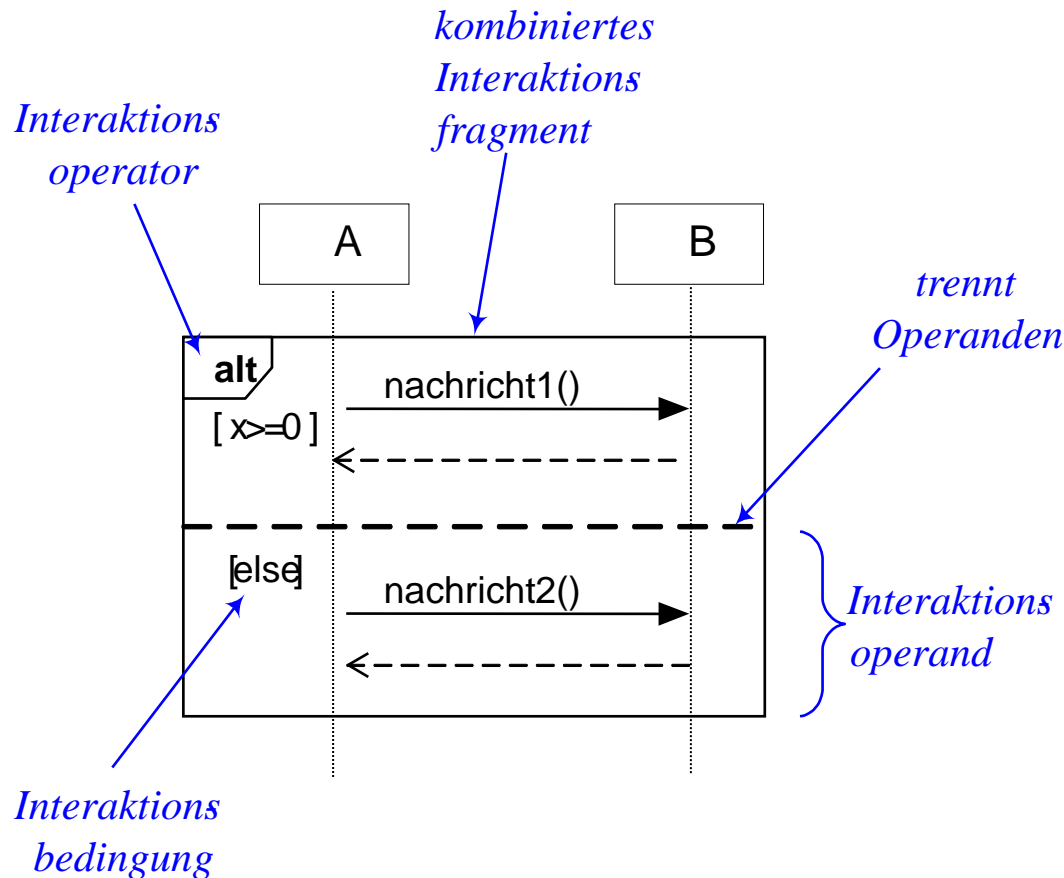 kombiniertes
Interaktions
fragment
Interaktions
operator
A
B
trennt
Operanden
alt
nachricht1()
[ x>=0 ]
[else]
nachricht2()
Interaktions
operand
Interaktions
bedingung